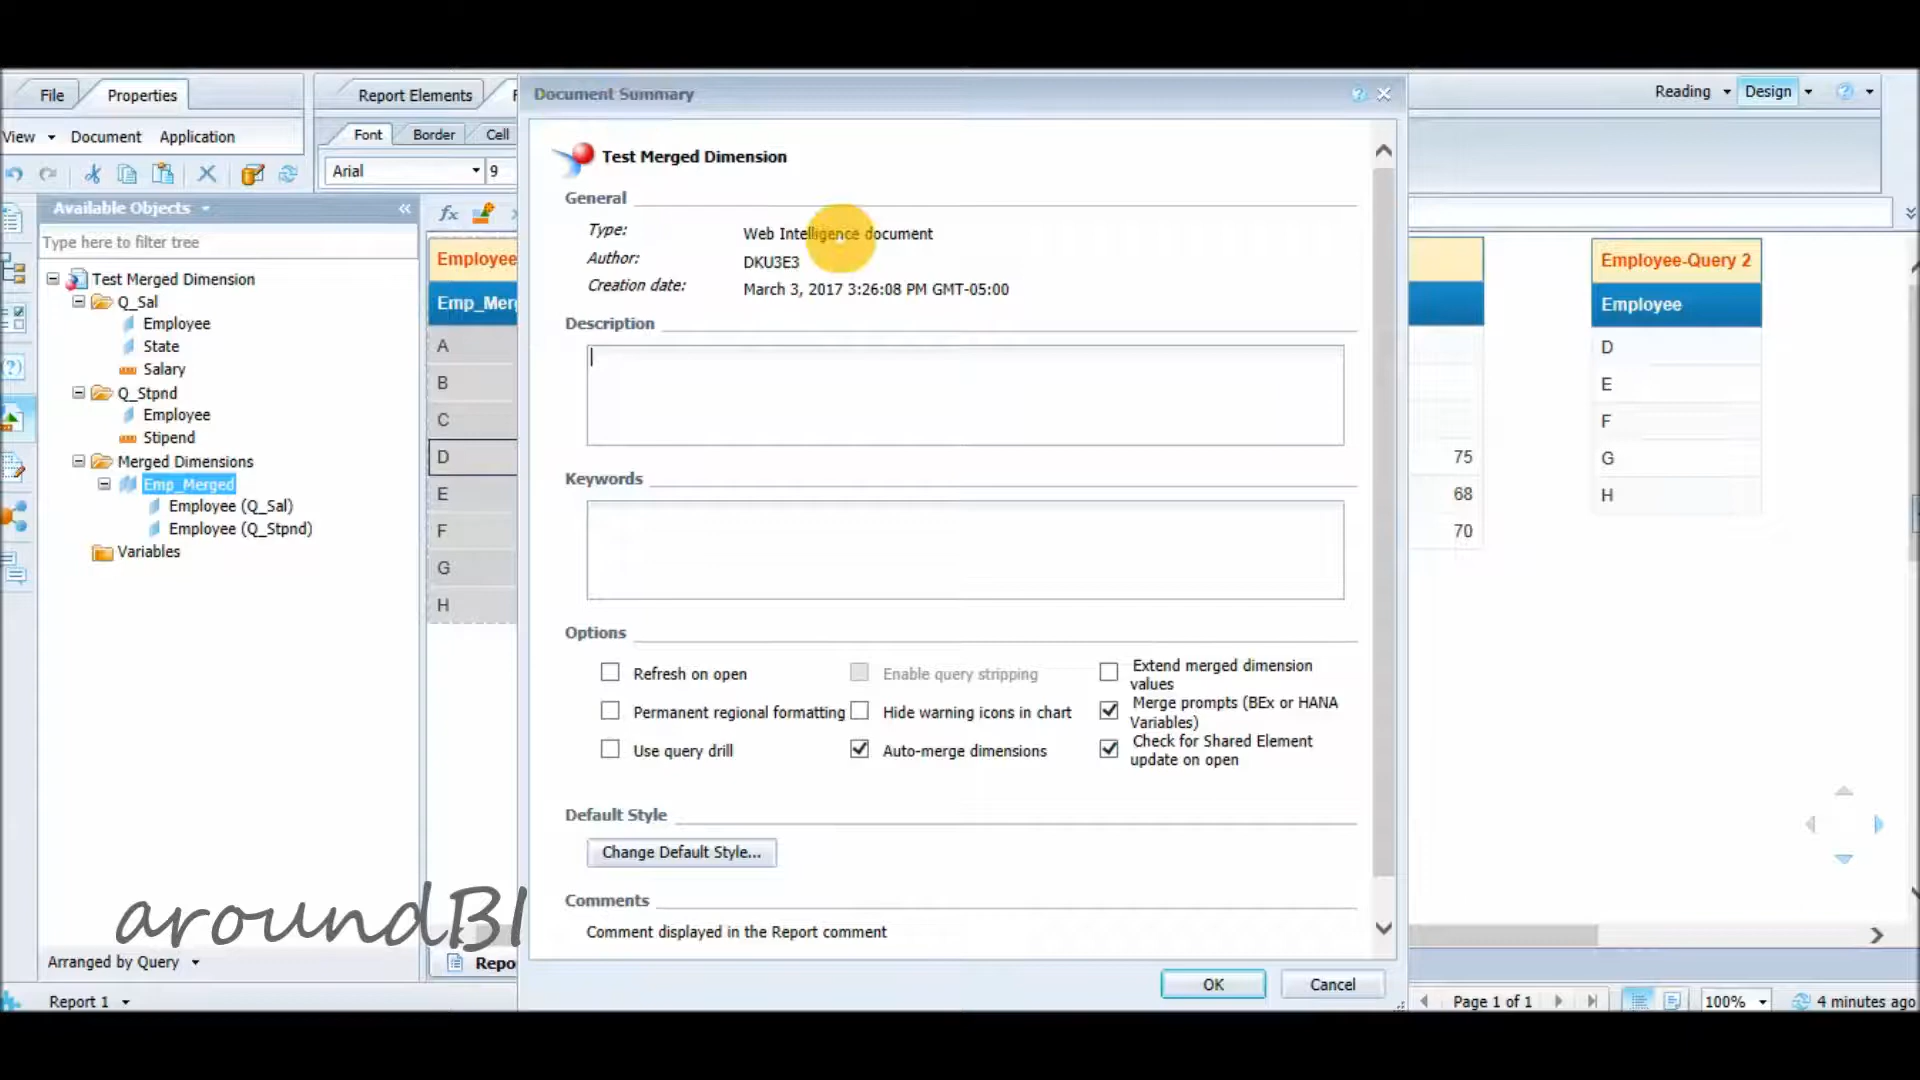 File
Properties
Report Elements
Reading
Design
View
Document
Application
Font
Border
Cell
Arial
9
Available Objects
Type here to filter tree
Test Merged Dimension
Q_Sal
Employee
State
Salary
Q_Stpnd
Employee
Stipend
Merged Dimensions
Emp_Merged
Employee (Q_Sal)
Employee (Q_Stpnd)
Variables
Arranged by Query
Report 1
aroundBI
fx
Employee
Emp_Merg
A
B
C
D
E
F
G
H
Repo
Document Summary
Test Merged Dimension
General
Type:
Web Intelligence document
Author:
DKU3E3
Creation date:
March 3, 2017 3:26:08 PM GMT-05:00
Description
Keywords
Options
Refresh on open
Enable query stripping
Extend merged dimension
values
Permanent regional formatting
Hide warning icons in chart
Merge prompts (BEx or HANA
Variables)
Use query drill
Auto-merge dimensions
Check for Shared Element
update on open
Default Style
Change Default Style...
Comments
Comment displayed in the Report comment
OK
Cancel
75
68
70
Employee-Query 2
Employee
D
E
F
G
H
Page 1 of 1
100%
4 minutes ago